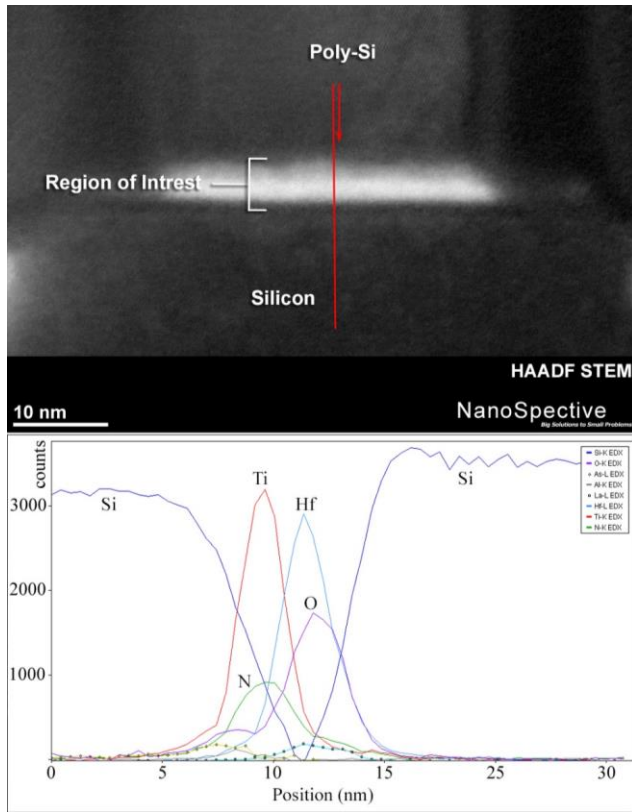 Poly-Si
Region of Intrest
Silicon
HAADF STEM
10 nm
NanoSpective
Big Solutions to Small Problems
counts
3000
2000
1000
Si
Ti
Hf
O
N
Si
Si-K EDX
O-K EDX
As-L EDX
Al-K EDX
La-L EDX
Hf-L EDX
Ti-K EDX
N-K EDX
0 5 10 15 25 30
Position (nm)